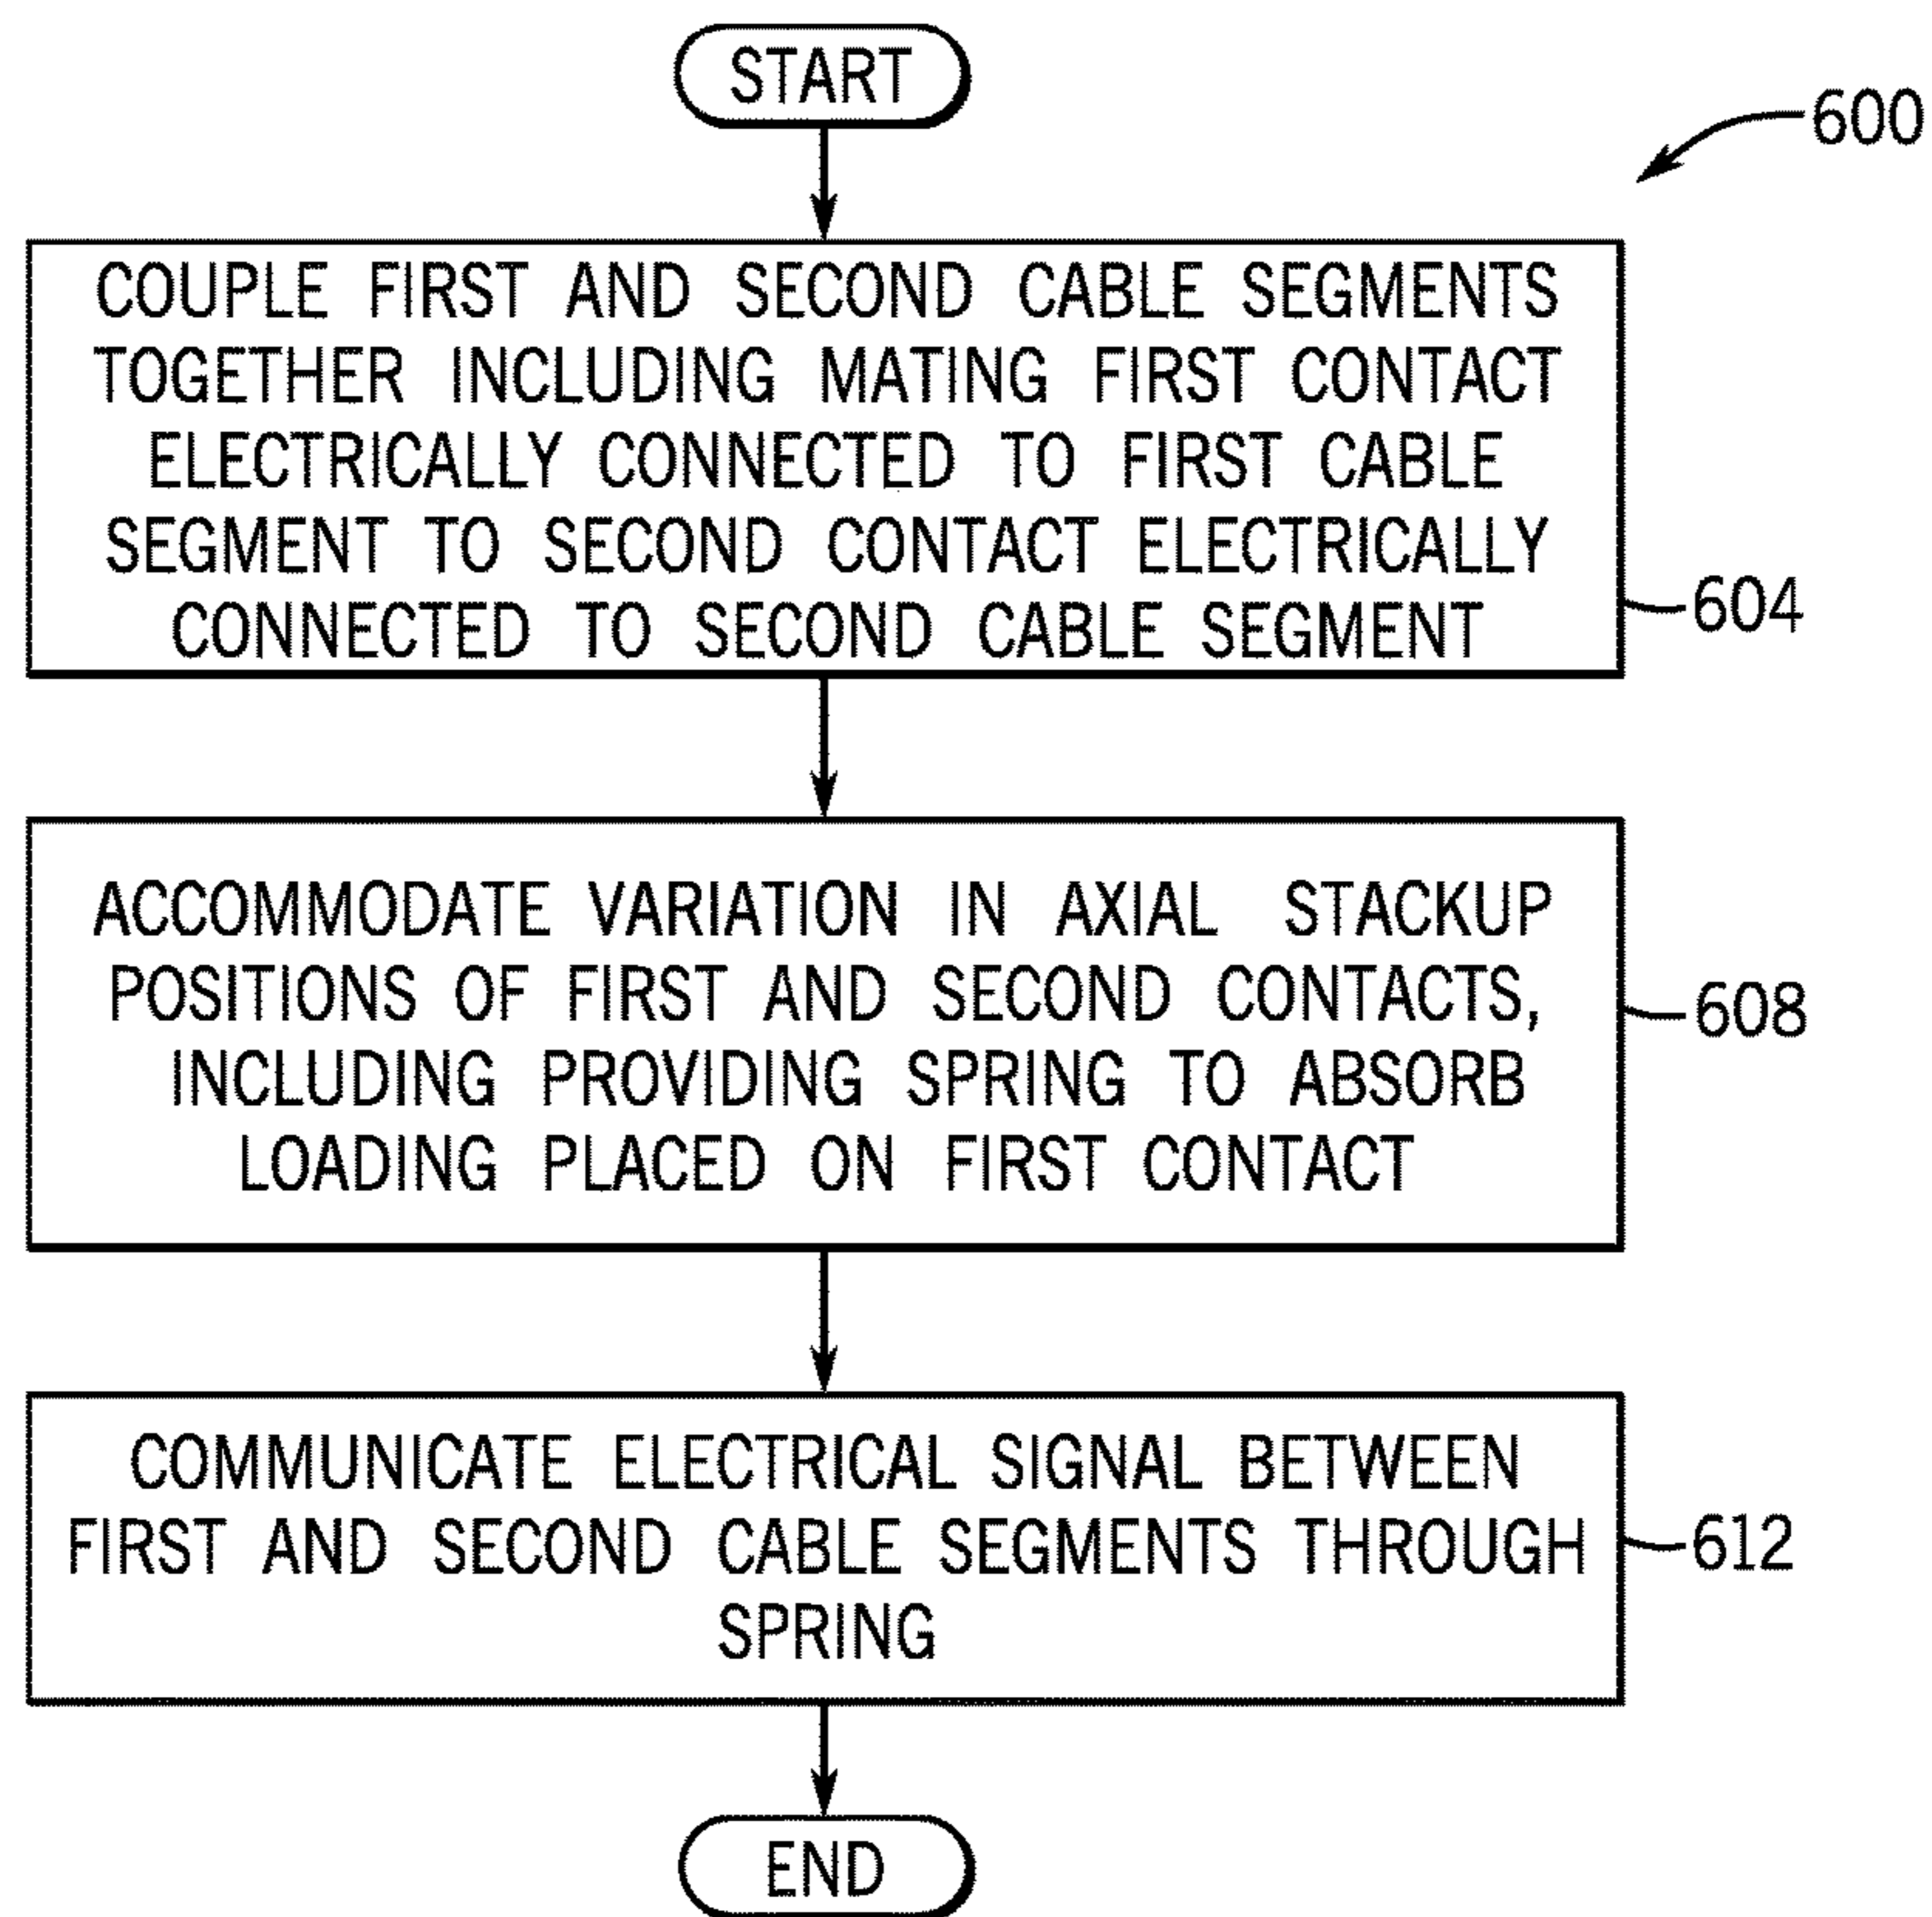 START
600
COUPLE FIRST AND SECOND CABLE SEGMENTS
TOGETHER INCLUDING MATING FIRST CONTACT
ELECTRICALLY CONNECTED TO FIRST CABLE
SEGMENT TO SECOND CONTACT ELECTRICALLY
CONNECTED TO SECOND CABLE SEGMENT
604
ACCOMMODATE VARIATION IN AXIAL STACKUP
POSITIONS OF FIRST AND SECOND CONTACTS,
INCLUDING PROVIDING SPRING TO ABSORB
LOADING PLACED ON FIRST CONTACT
608
COMMUNICATE ELECTRICAL SIGNAL BETWEEN
FIRST AND SECOND CABLE SEGMENTS THROUGH
SPRING
612
END